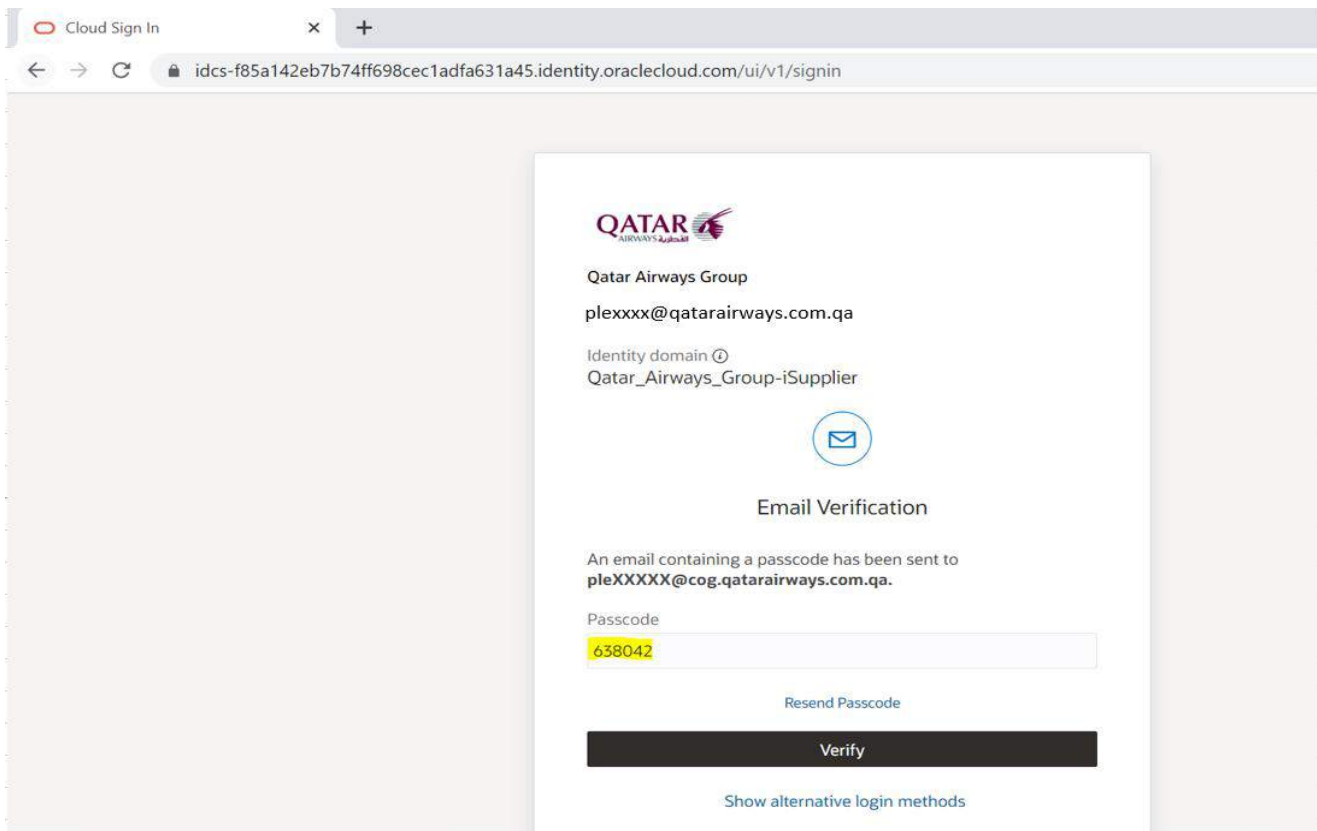 Cloud Sign In
idcs-f85a142eb7b74ff698cec1adfa631a45.identity.oraclecloud.com/ui/v1/signin
QATAR
AIRWAYS القطرية
Qatar Airways Group
plexxxx@qatarairways.com.qa
Identity domain
Qatar_Airways_Group-iSupplier
Email Verification
An email containing a passcode has been sent to
pleXXXXX@cog.qatarairways.com.qa.
Passcode
638042
Resend Passcode
Verify
Show alternative login methods